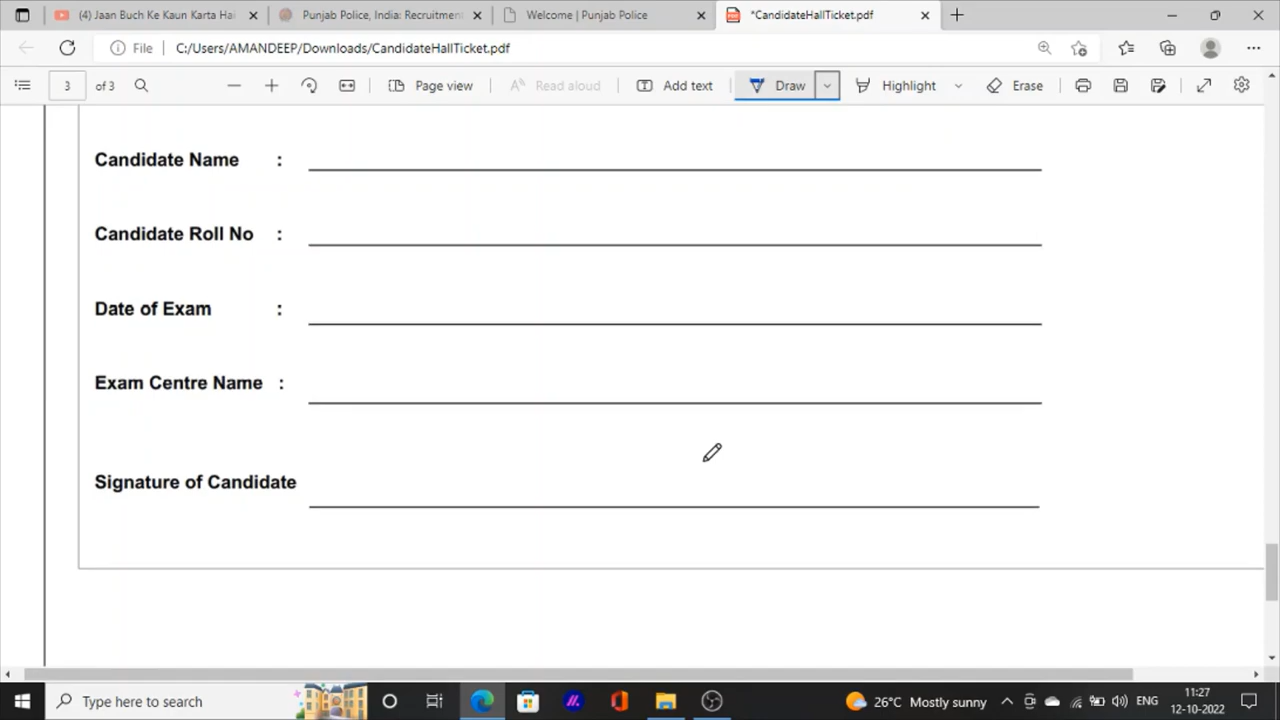 (4) Jaan Buch Ke Kaun Karta Hai
Punjab Police, India: Recruitment
Welcome | Punjab Police
*CandidateHallTicket.pdf
File | C:/Users/AMANDEEP/Downloads/CandidateHallTicket.pdf
3 of 3 Page view Read aloud Add text Draw Highlight Erase
Candidate Name :
Candidate Roll No :
Date of Exam :
Exam Centre Name :
Signature of Candidate
Type here to search
26°C Mostly sunny
ENG
11:27
12-10-2022